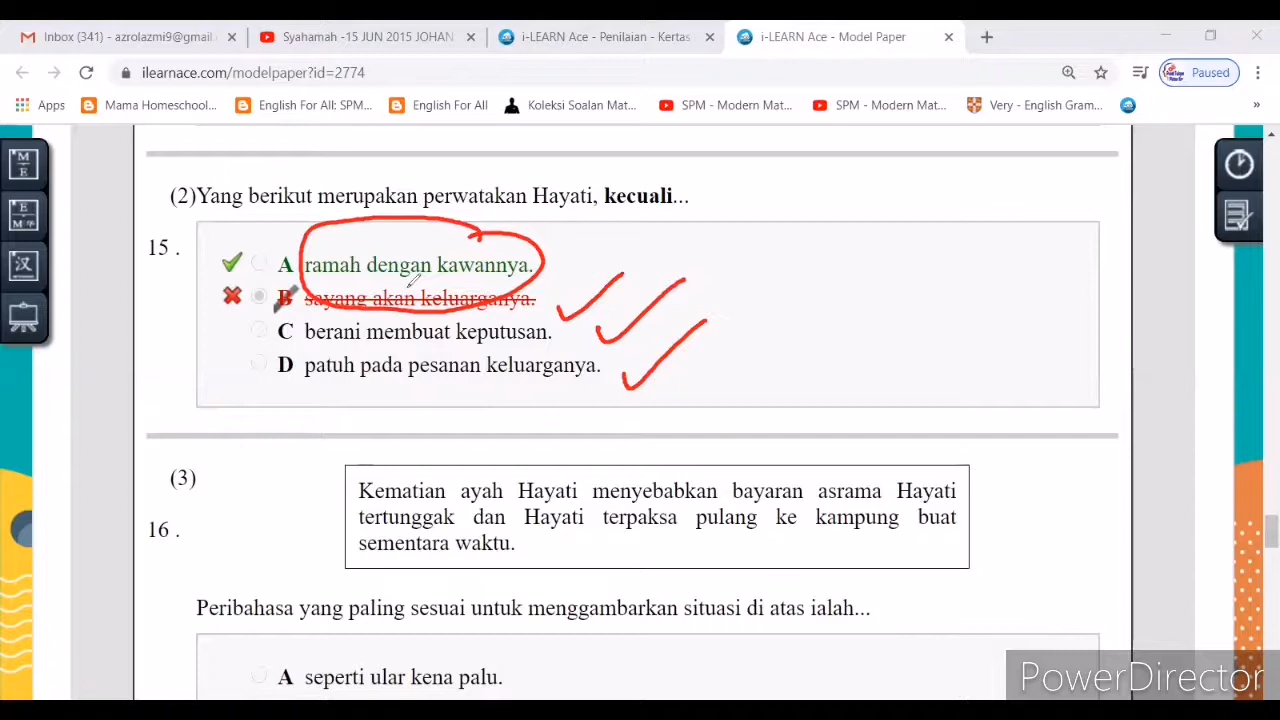 Inbox (341) - azrolazmi9@gmail
Syahamah -15 JUN 2015 JOHAN
i-LEARN Ace - Penilaian - Kertas
i-LEARN Ace - Model Paper
ilearnace.com/modelpaper?id=2774
Paused
Apps
Mama Homeschool...
English For All: SPM...
English For All
Koleksi Soalan Mat...
SPM - Modern Mat...
SPM - Modern Mat...
Very - English Gram...
»
M
E
E
汉
(2)Yang berikut merupakan perwatakan Hayati, kecuali...
15 .
A ramah dengan kawannya.
B sayang akan keluarganya.
C berani membuat keputusan.
D patuh pada pesanan keluarganya.
(3)
16 .
Kematian ayah Hayati menyebabkan bayaran asrama Hayati
tertunggak dan Hayati terpaksa pulang ke kampung buat
sementara waktu.
Peribahasa yang paling sesuai untuk menggambarkan situasi di atas ialah...
A seperti ular kena palu.
PowerDirector